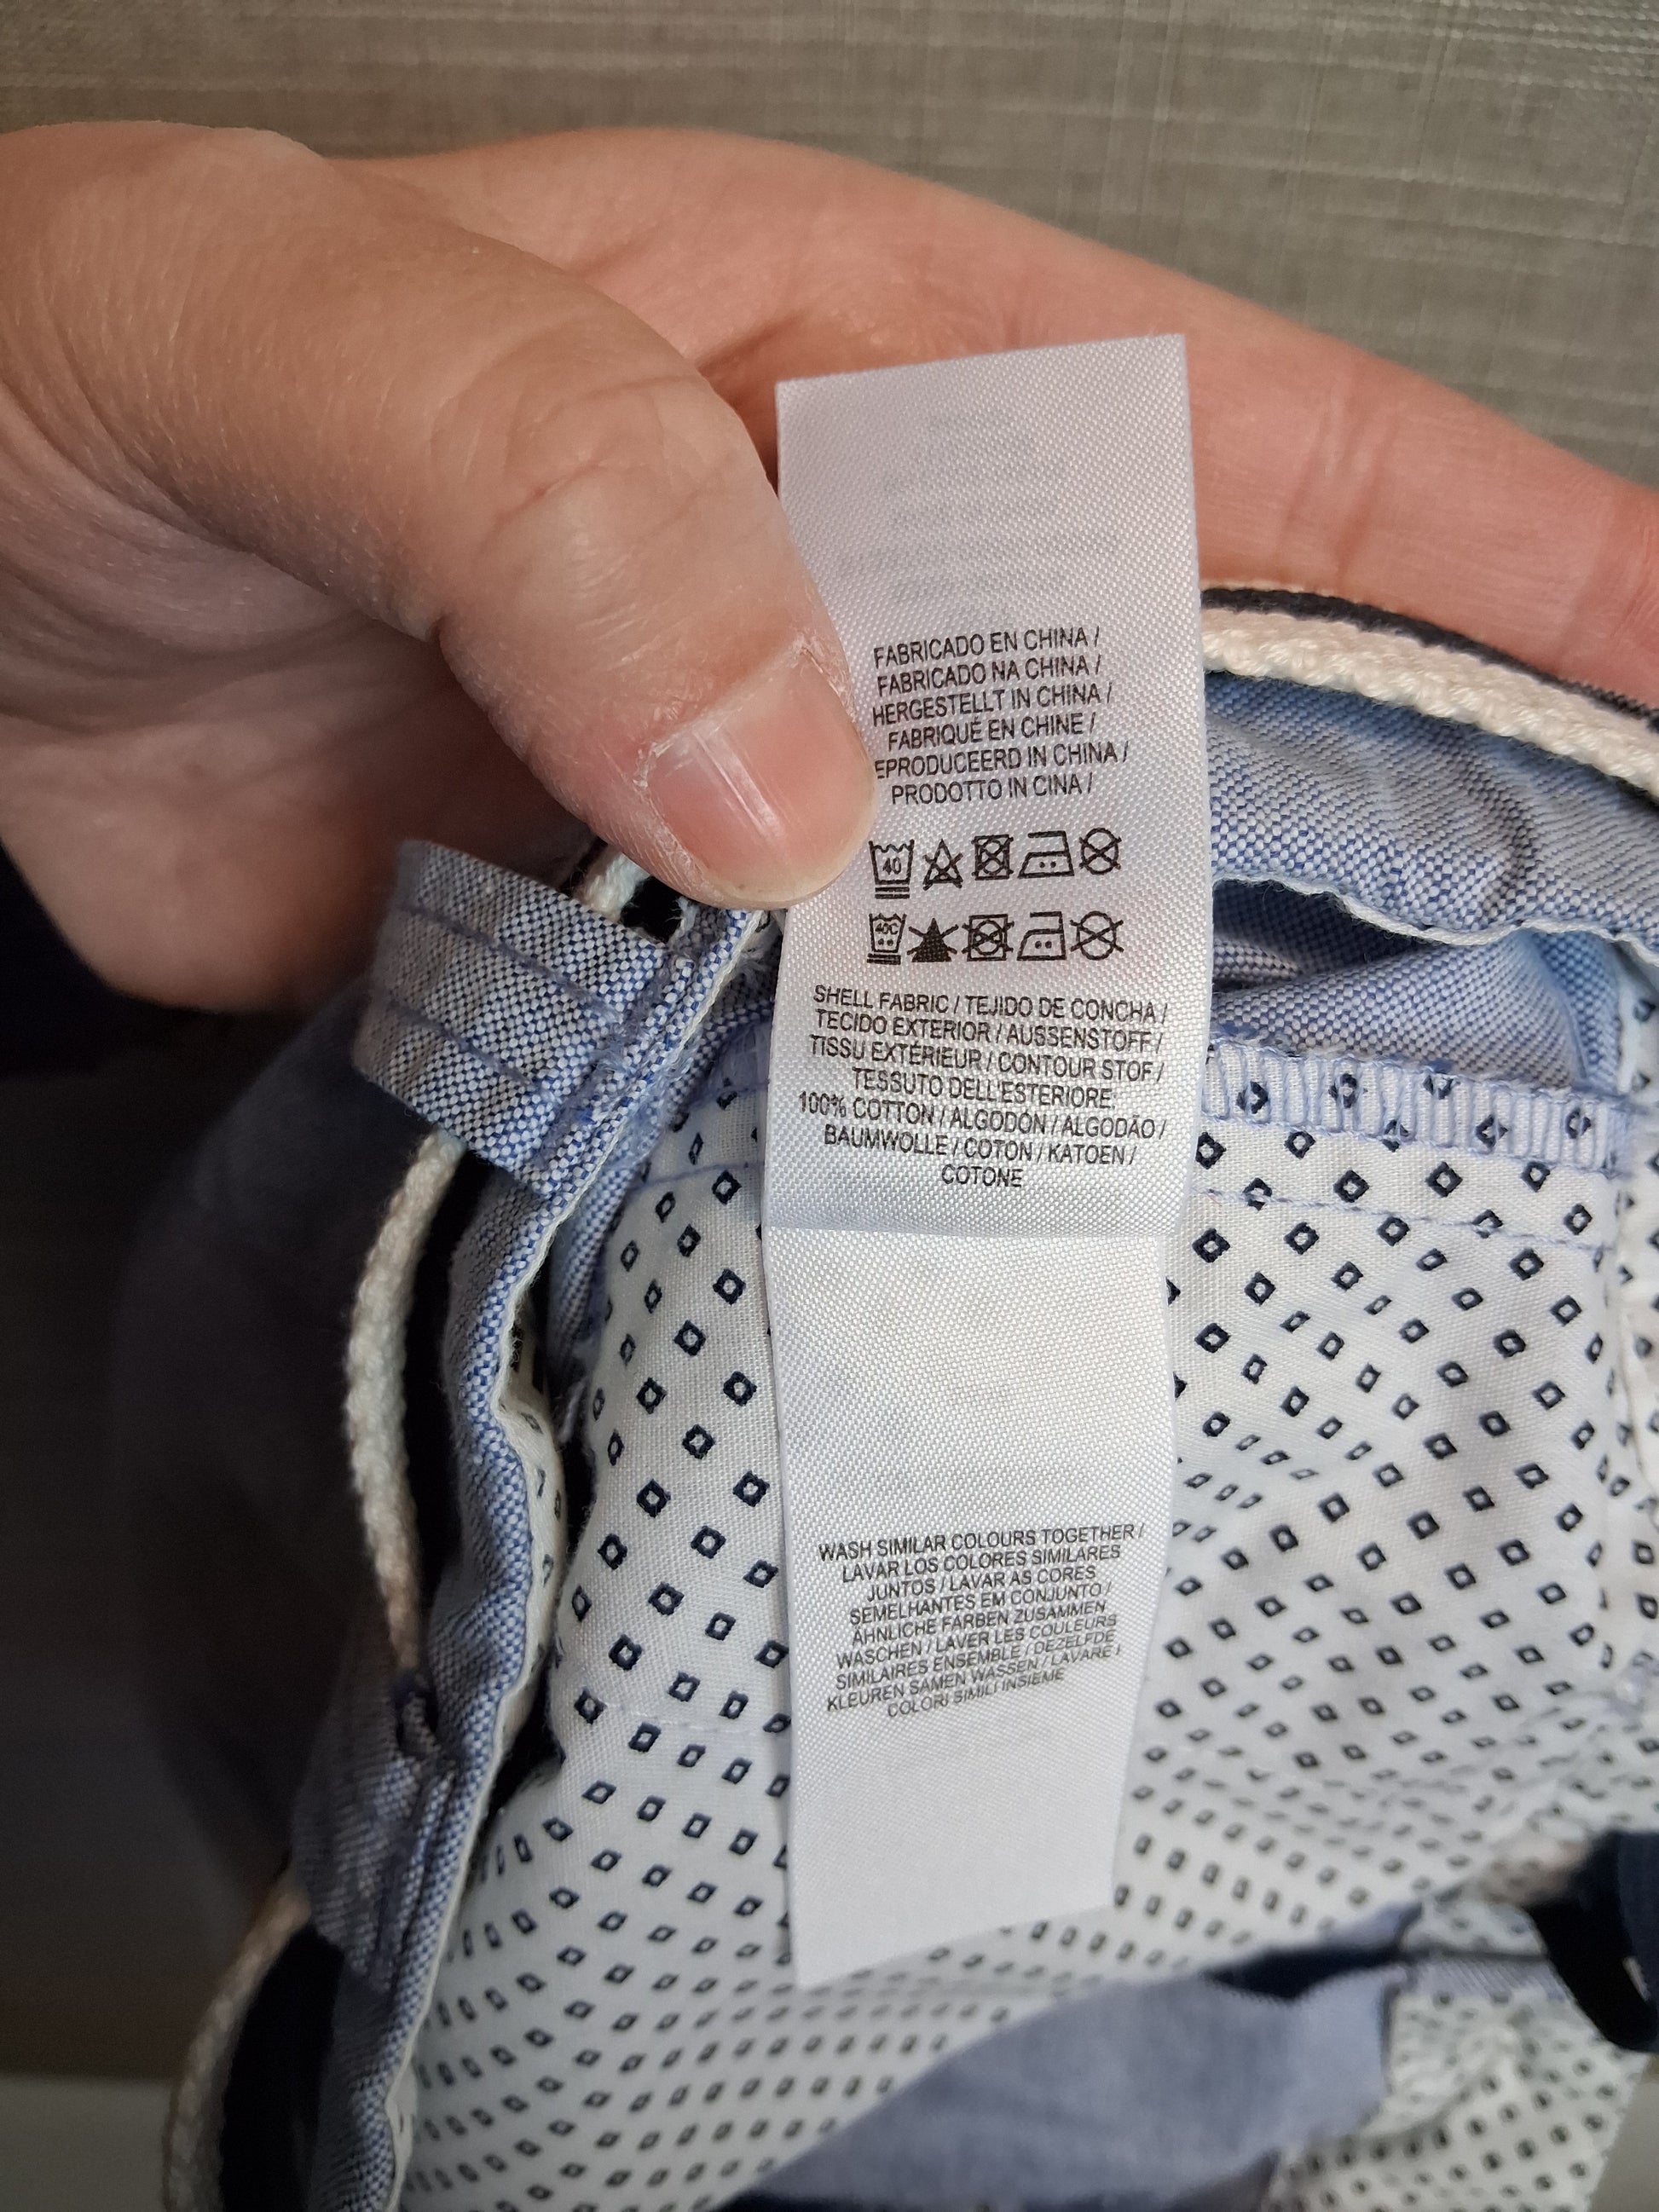 FABRICADO EN CHINA /
FABRICADO NA CHINA /
HERGESTELLT IN CHINA /
FABRIQUÉ EN CHINE /
EPRODUCEERD IN CHINA /
PRODOTTO IN CINA /
40
40C
SHELL FABRIC / TEJIDO DE CONCHA /
TECIDO EXTERIOR / AUSSENSTOFF /
TISSU EXTÉRIEUR / CONTOUR STOF /
TESSUTO DELL'ESTERIORE:
100% COTTON / ALGODÓN / ALGODÃO /
BAUMWOLLE / COTON / KATOEN /
COTONE
WASH SIMILAR COLOURS TOGETHER /
LAVAR LOS COLORES SIMILARES
JUNTOS / LAVAR AS CORES
SEMELHANTES EM CONJUNTO /
ÄHNLICHE FARBEN ZUSAMMEN
WASCHEN / LAVER LES COULEURS
SIMILAIRES ENSEMBLE / DEZELFDE
KLEUREN SAMEN WASSEN / LAVARE /
COLORI SIMILI INSIEME